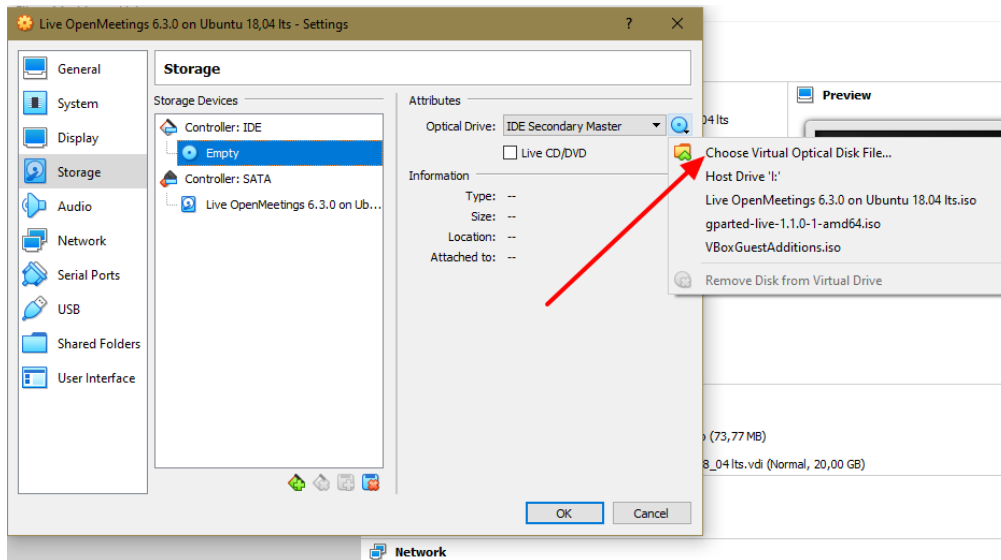 Live OpenMeetings 6.3.0 on Ubuntu 18,04 lts - Settings
?
General
System
Display
Storage
Audio
Network
Serial Ports
USB
Shared Folders
User Interface
Storage
Storage Devices
Controller: IDE
Empty
Controller: SATA
Live OpenMeetings 6.3.0 on Ub...
Attributes
Optical Drive: IDE Secondary Master
Live CD/DVD
Information
Type: --
Size: --
Location: --
Attached to: --
OK Cancel
04 lts
Preview
Choose Virtual Optical Disk File...
Host Drive 'I:'
Live OpenMeetings 6.3.0 on Ubuntu 18.04 lts.iso
gparted-live-1.1.0-1-amd64.iso
VBoxGuestAdditions.iso
Remove Disk from Virtual Drive
(73,77 MB)
8_04 lts.vdi (Normal, 20,00 GB)
Network